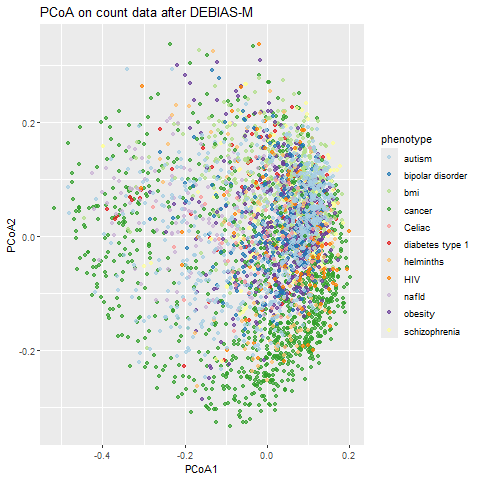 PCoA on count data after DEBIAS-M
PCoA2
0.2
0.0
-0.2
-0.4
-0.2
0.0
0.2
PCoA1
phenotype
autism
bipolar disorder
bmi
cancer
Celiac
diabetes type 1
helminths
HIV
nafld
obesity
schizophrenia